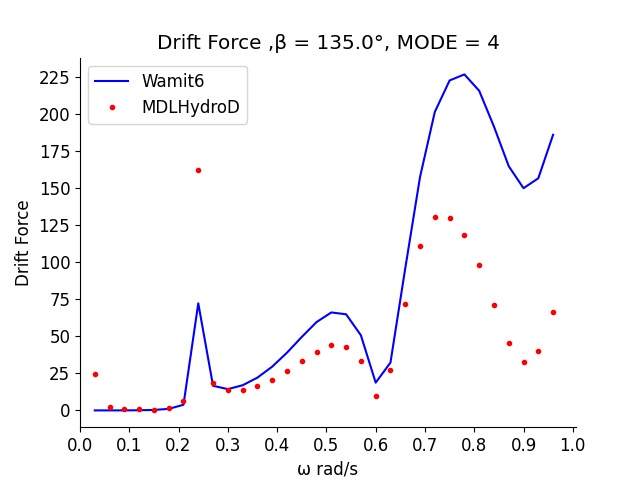 Drift Force ,β = 135.0°, MODE = 4
Wamit6
MDLHydroD
Drift Force
225
200
175
150
125
100
75
50
25
0
0.0 0.1 0.2 0.3 0.4 0.5 0.6 0.7 0.8 0.9 1.0
ω rad/s